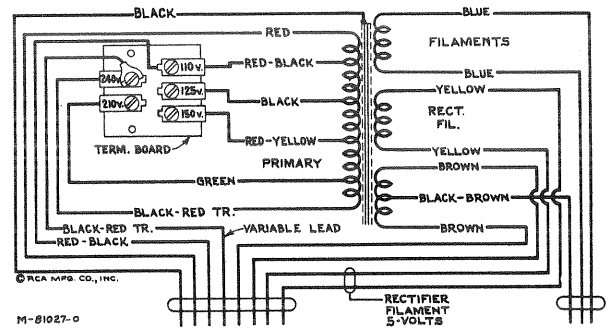 BLACK
BLUE
RED
FILAMENTS
RED-BLACK
110 V.
240 V.
BLUE
125 V.
YELLOW
BLACK
210 V.
150 V.
RECT.
FIL.
RED-YELLOW
TERM. BOARD
YELLOW
PRIMARY
BROWN
GREEN
BLACK-BROWN
BLACK-RED TR.
BLACK-RED TR.
VARIABLE LEAD
BROWN
RED-BLACK
© RCA MFG. CO., INC.
RECTIFIER
FILAMENT
5-VOLTS
M-81027-0